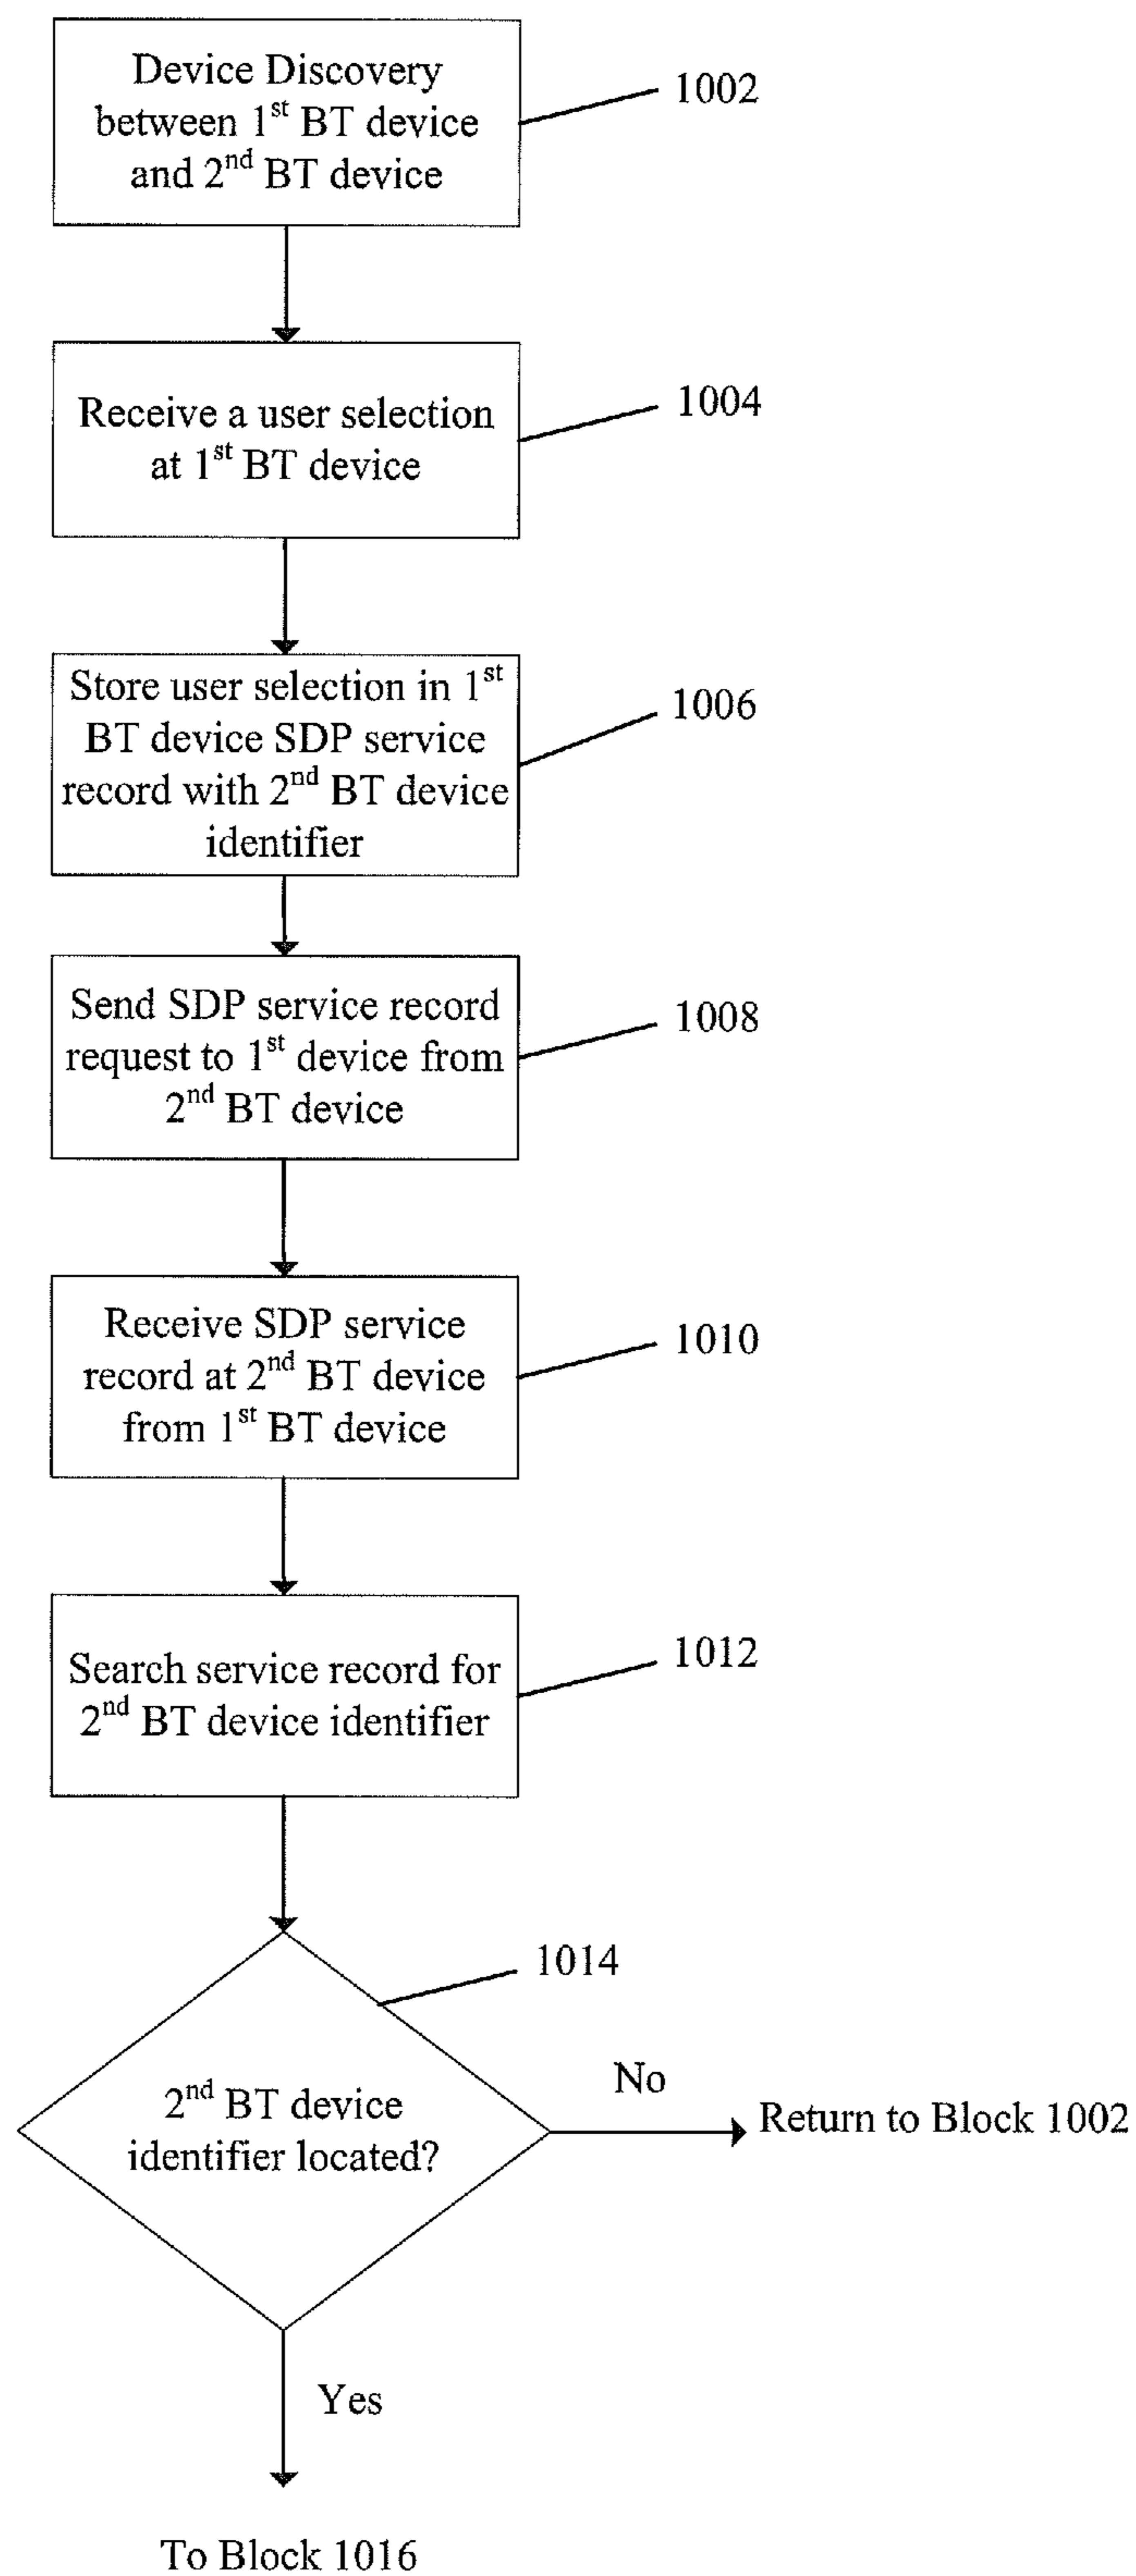 Device Discovery
between 1st BT device
and 2nd BT device
1002
Receive a user selection
at 1st BT device
1004
Store user selection in 1st
BT device SDP service
record with 2nd BT device
identifier
1006
Send SDP service record
request to 1st device from
2nd BT device
1008
Receive SDP service
record at 2nd BT device
from 1st BT device
1010
Search service record for
2nd BT device identifier
1012
1014
2nd BT device
identifier located?
No
Return to Block 1002
Yes
To Block 1016